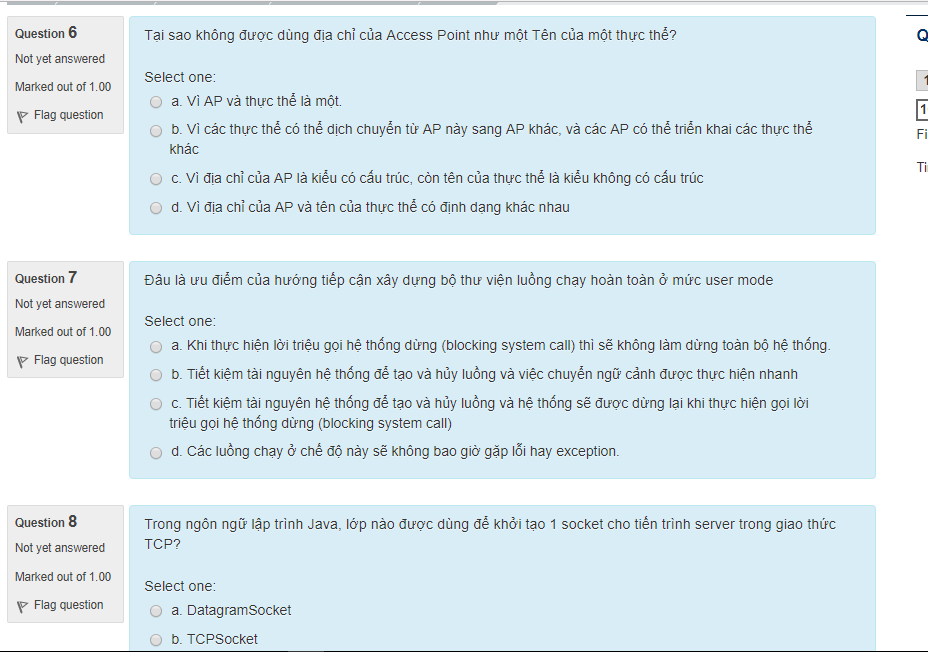 Question 6
Not yet answered
Marked out of 1.00
Flag question
Tại sao không được dùng địa chỉ của Access Point như một Tên của một thực thể?
Select one:
a. Vì AP và thực thể là một.
b. Vì các thực thể có thể dịch chuyển từ AP này sang AP khác, và các AP có thể triển khai các thực thể
khác
c. Vì địa chỉ của AP là kiểu có cấu trúc, còn tên của thực thể là kiểu không có cấu trúc
d. Vì địa chỉ của AP và tên của thực thể có định dạng khác nhau
Question 7
Not yet answered
Marked out of 1.00
Flag question
Đâu là ưu điểm của hướng tiếp cận xây dựng bộ thư viện luồng chạy hoàn toàn ở mức user mode
Select one:
a. Khi thực hiện lời triệu gọi hệ thống dừng (blocking system call) thì sẽ không làm dừng toàn bộ hệ thống.
b. Tiết kiệm tài nguyên hệ thống để tạo và hủy luồng và việc chuyển ngữ cảnh được thực hiện nhanh
c. Tiết kiệm tài nguyên hệ thống để tạo và hủy luồng và hệ thống sẽ được dừng lại khi thực hiện gọi lời
triệu gọi hệ thống dừng (blocking system call)
d. Các luồng chạy ở chế độ này sẽ không bao giờ gặp lỗi hay exception.
Question 8
Not yet answered
Marked out of 1.00
Flag question
Trong ngôn ngữ lập trình Java, lớp nào được dùng để khởi tạo 1 socket cho tiến trình server trong giao thức
TCP?
Select one:
a. DatagramSocket
b. TCPSocket